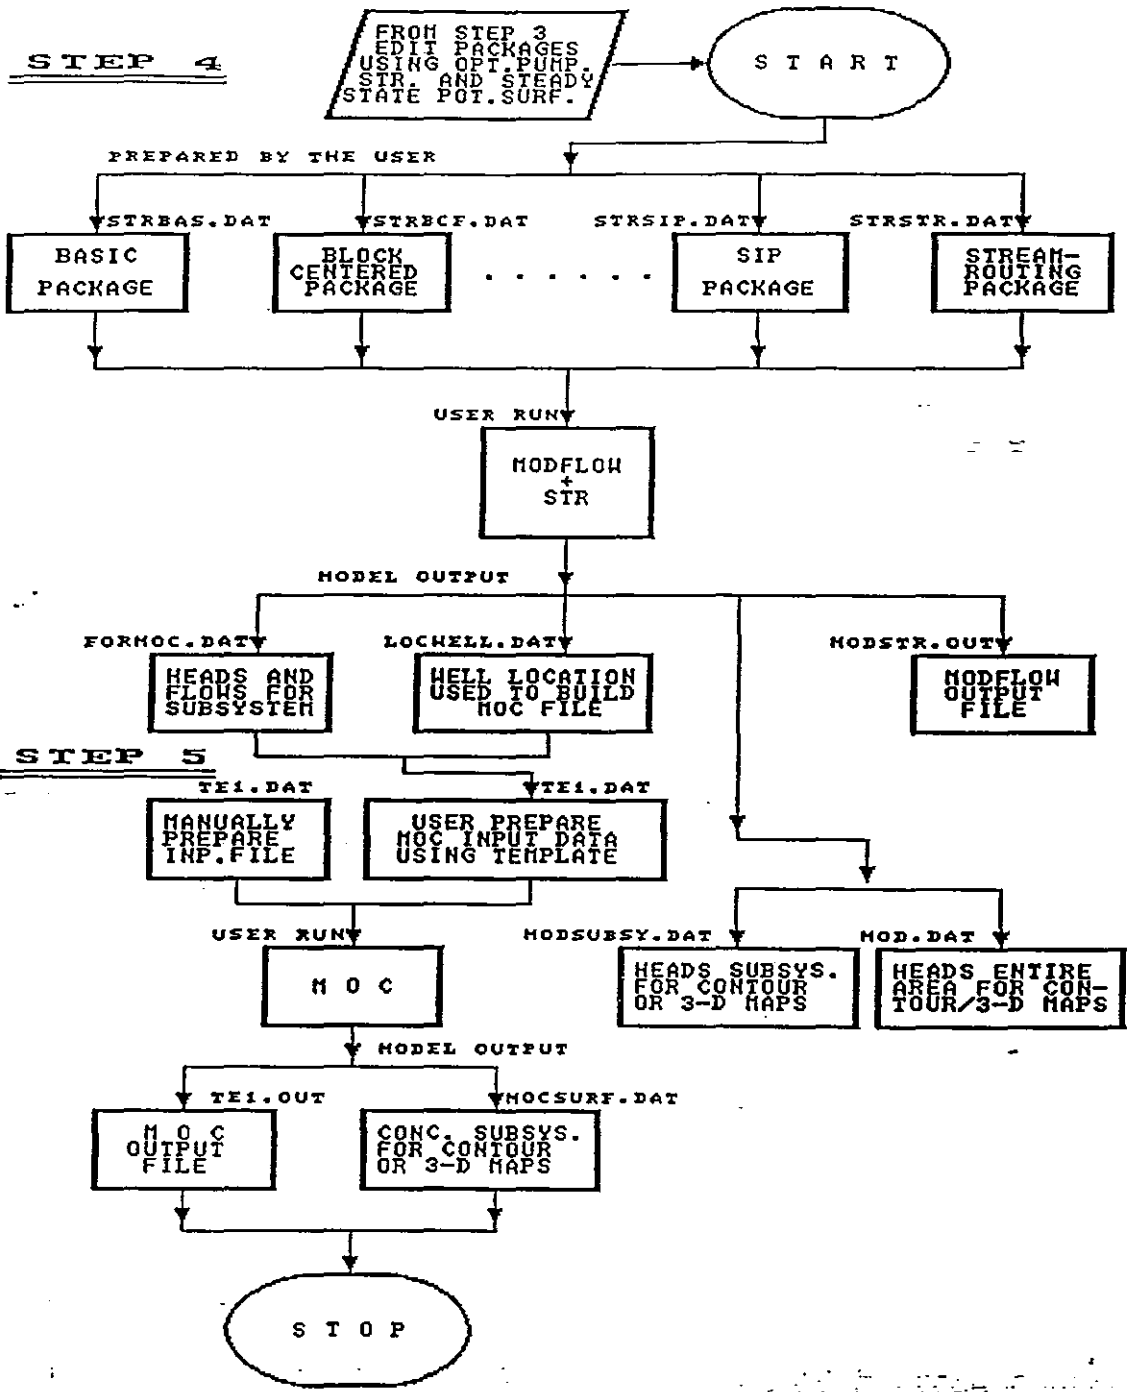 STEP 4
FROM STEP 3
EDIT PACKAGES
USING OPT.PUMP.
STR. AND STEADY
STATE POT.SURF.
S T A R T
PREPARED BY THE USER
STRBAS.DAT
STRBCF.DAT
STRSIP.DAT
STRSTR.DAT
BASIC
PACKAGE
BLOCK
CENTERED
PACKAGE
. . . . . . .
SIP
PACKAGE
STREAM-
ROUTING
PACKAGE
USER RUN
MODFLOW
+
STR
MODEL OUTPUT
FORMOC.DAT
LOCWELL.DAT
MODSTR.OUT
HEADS AND
FLOWS FOR
SUBSYSTEM
WELL LOCATION
USED TO BUILD
MOC FILE
MODFLOW
OUTPUT
FILE
STEP 5
TE1.DAT
TE1.DAT
MANUALLY
PREPARE
INP.FILE
USER PREPARE
MOC INPUT DATA
USING TEMPLATE
USER RUN
MODSUBSY.DAT
MOD.DAT
M O C
HEADS SUBSYS.
FOR CONTOUR
OR 3-D MAPS
HEADS ENTIRE
AREA FOR CON-
TOUR/3-D MAPS
MODEL OUTPUT
TE1.OUT
MOCSURF.DAT
M O C
OUTPUT
FILE
CONC. SUBSYS.
FOR CONTOUR
OR 3-D MAPS
S T O P